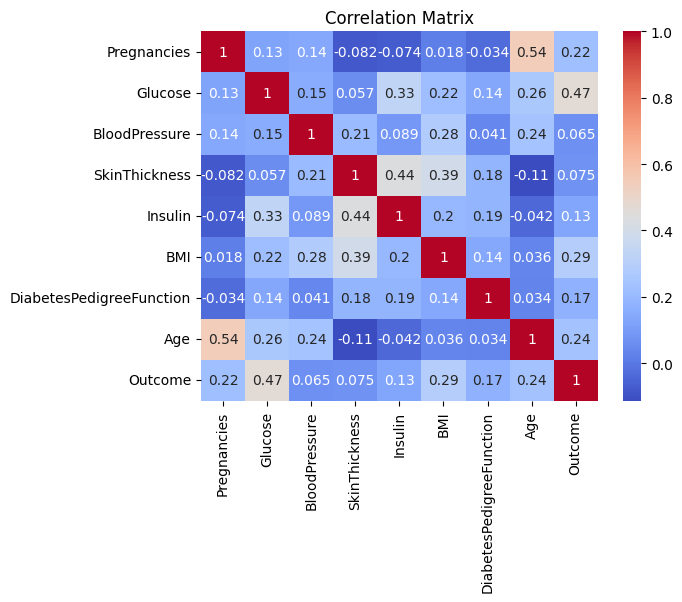 Correlation Matrix
Pregnancies 1 0.13 0.14 -0.082 -0.074 0.018 -0.034 0.54 0.22
Glucose 0.13 1 0.15 0.057 0.33 0.22 0.14 0.26 0.47
BloodPressure 0.14 0.15 1 0.21 0.089 0.28 0.041 0.24 0.065
SkinThickness -0.082 0.057 0.21 1 0.44 0.39 0.18 -0.11 0.075
Insulin -0.074 0.33 0.089 0.44 1 0.2 0.19 -0.042 0.13
BMI 0.018 0.22 0.28 0.39 0.2 1 0.14 0.036 0.29
DiabetesPedigreeFunction -0.034 0.14 0.041 0.18 0.19 0.14 1 0.034 0.17
Age 0.54 0.26 0.24 -0.11 -0.042 0.036 0.034 1 0.24
Outcome 0.22 0.47 0.065 0.075 0.13 0.29 0.17 0.24 1
Pregnancies
Glucose
BloodPressure
SkinThickness
Insulin
BMI
DiabetesPedigreeFunction
Age
Outcome
1.0
0.8
0.6
0.4
0.2
0.0